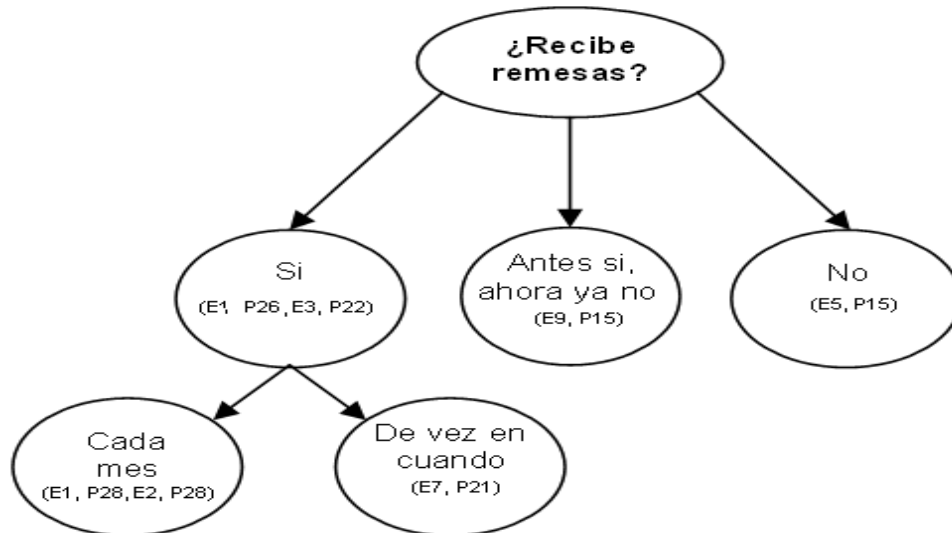 ¿Recibe
remesas?
Si
(E1, P26, E3, P22)
Antes si,
ahora ya no
(E9, P15)
No
(E5, P15)
Cada
mes
(E1, P28, E2, P28)
De vez en
cuando
(E7, P21)